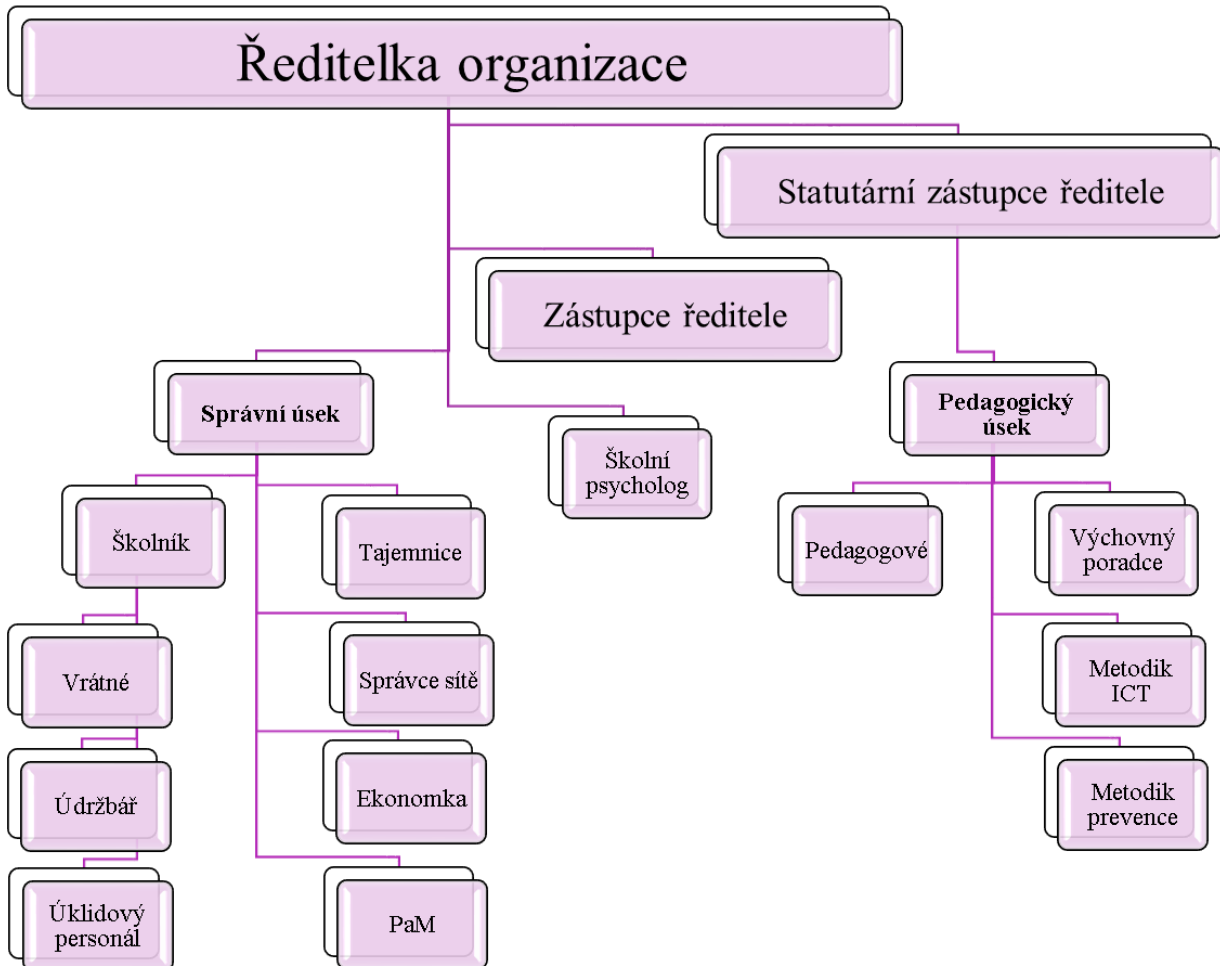 Ředitelka organizace
Statutární zástupce ředitele
Zástupce ředitele
Správní úsek
Pedagogický
úsek
Školní
psycholog
Školník
Tajemnice
Pedagogové
Výchovný
poradce
Vrátné
Správce sítě
Metodik
ICT
Údržbář
Ekonomka
Metodik
prevence
Úklidový
personál
PaM